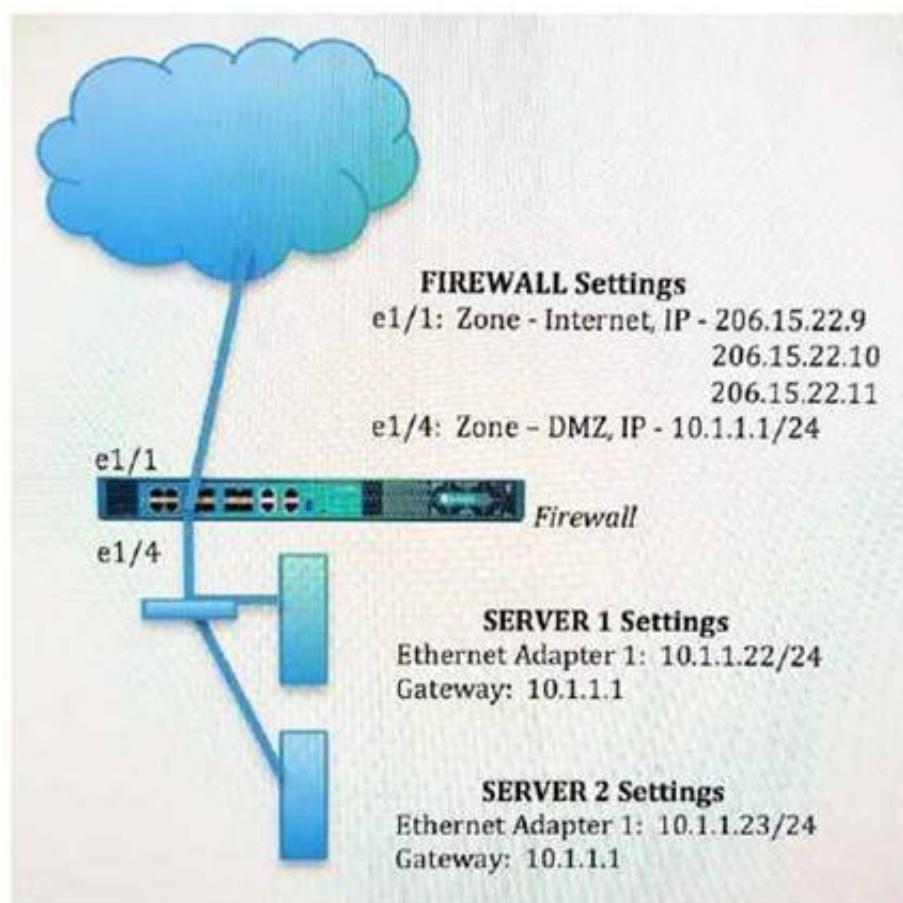 FIREWALL Settings
e1/1: Zone - Internet, IP - 206.15.22.9
206.15.22.10
206.15.22.11
e1/4: Zone – DMZ, IP - 10.1.1.1/24
e1/1
Firewall
e1/4
SERVER 1 Settings
Ethernet Adapter 1: 10.1.1.22/24
Gateway: 10.1.1.1
SERVER 2 Settings
Ethernet Adapter 1: 10.1.1.23/24
Gateway: 10.1.1.1